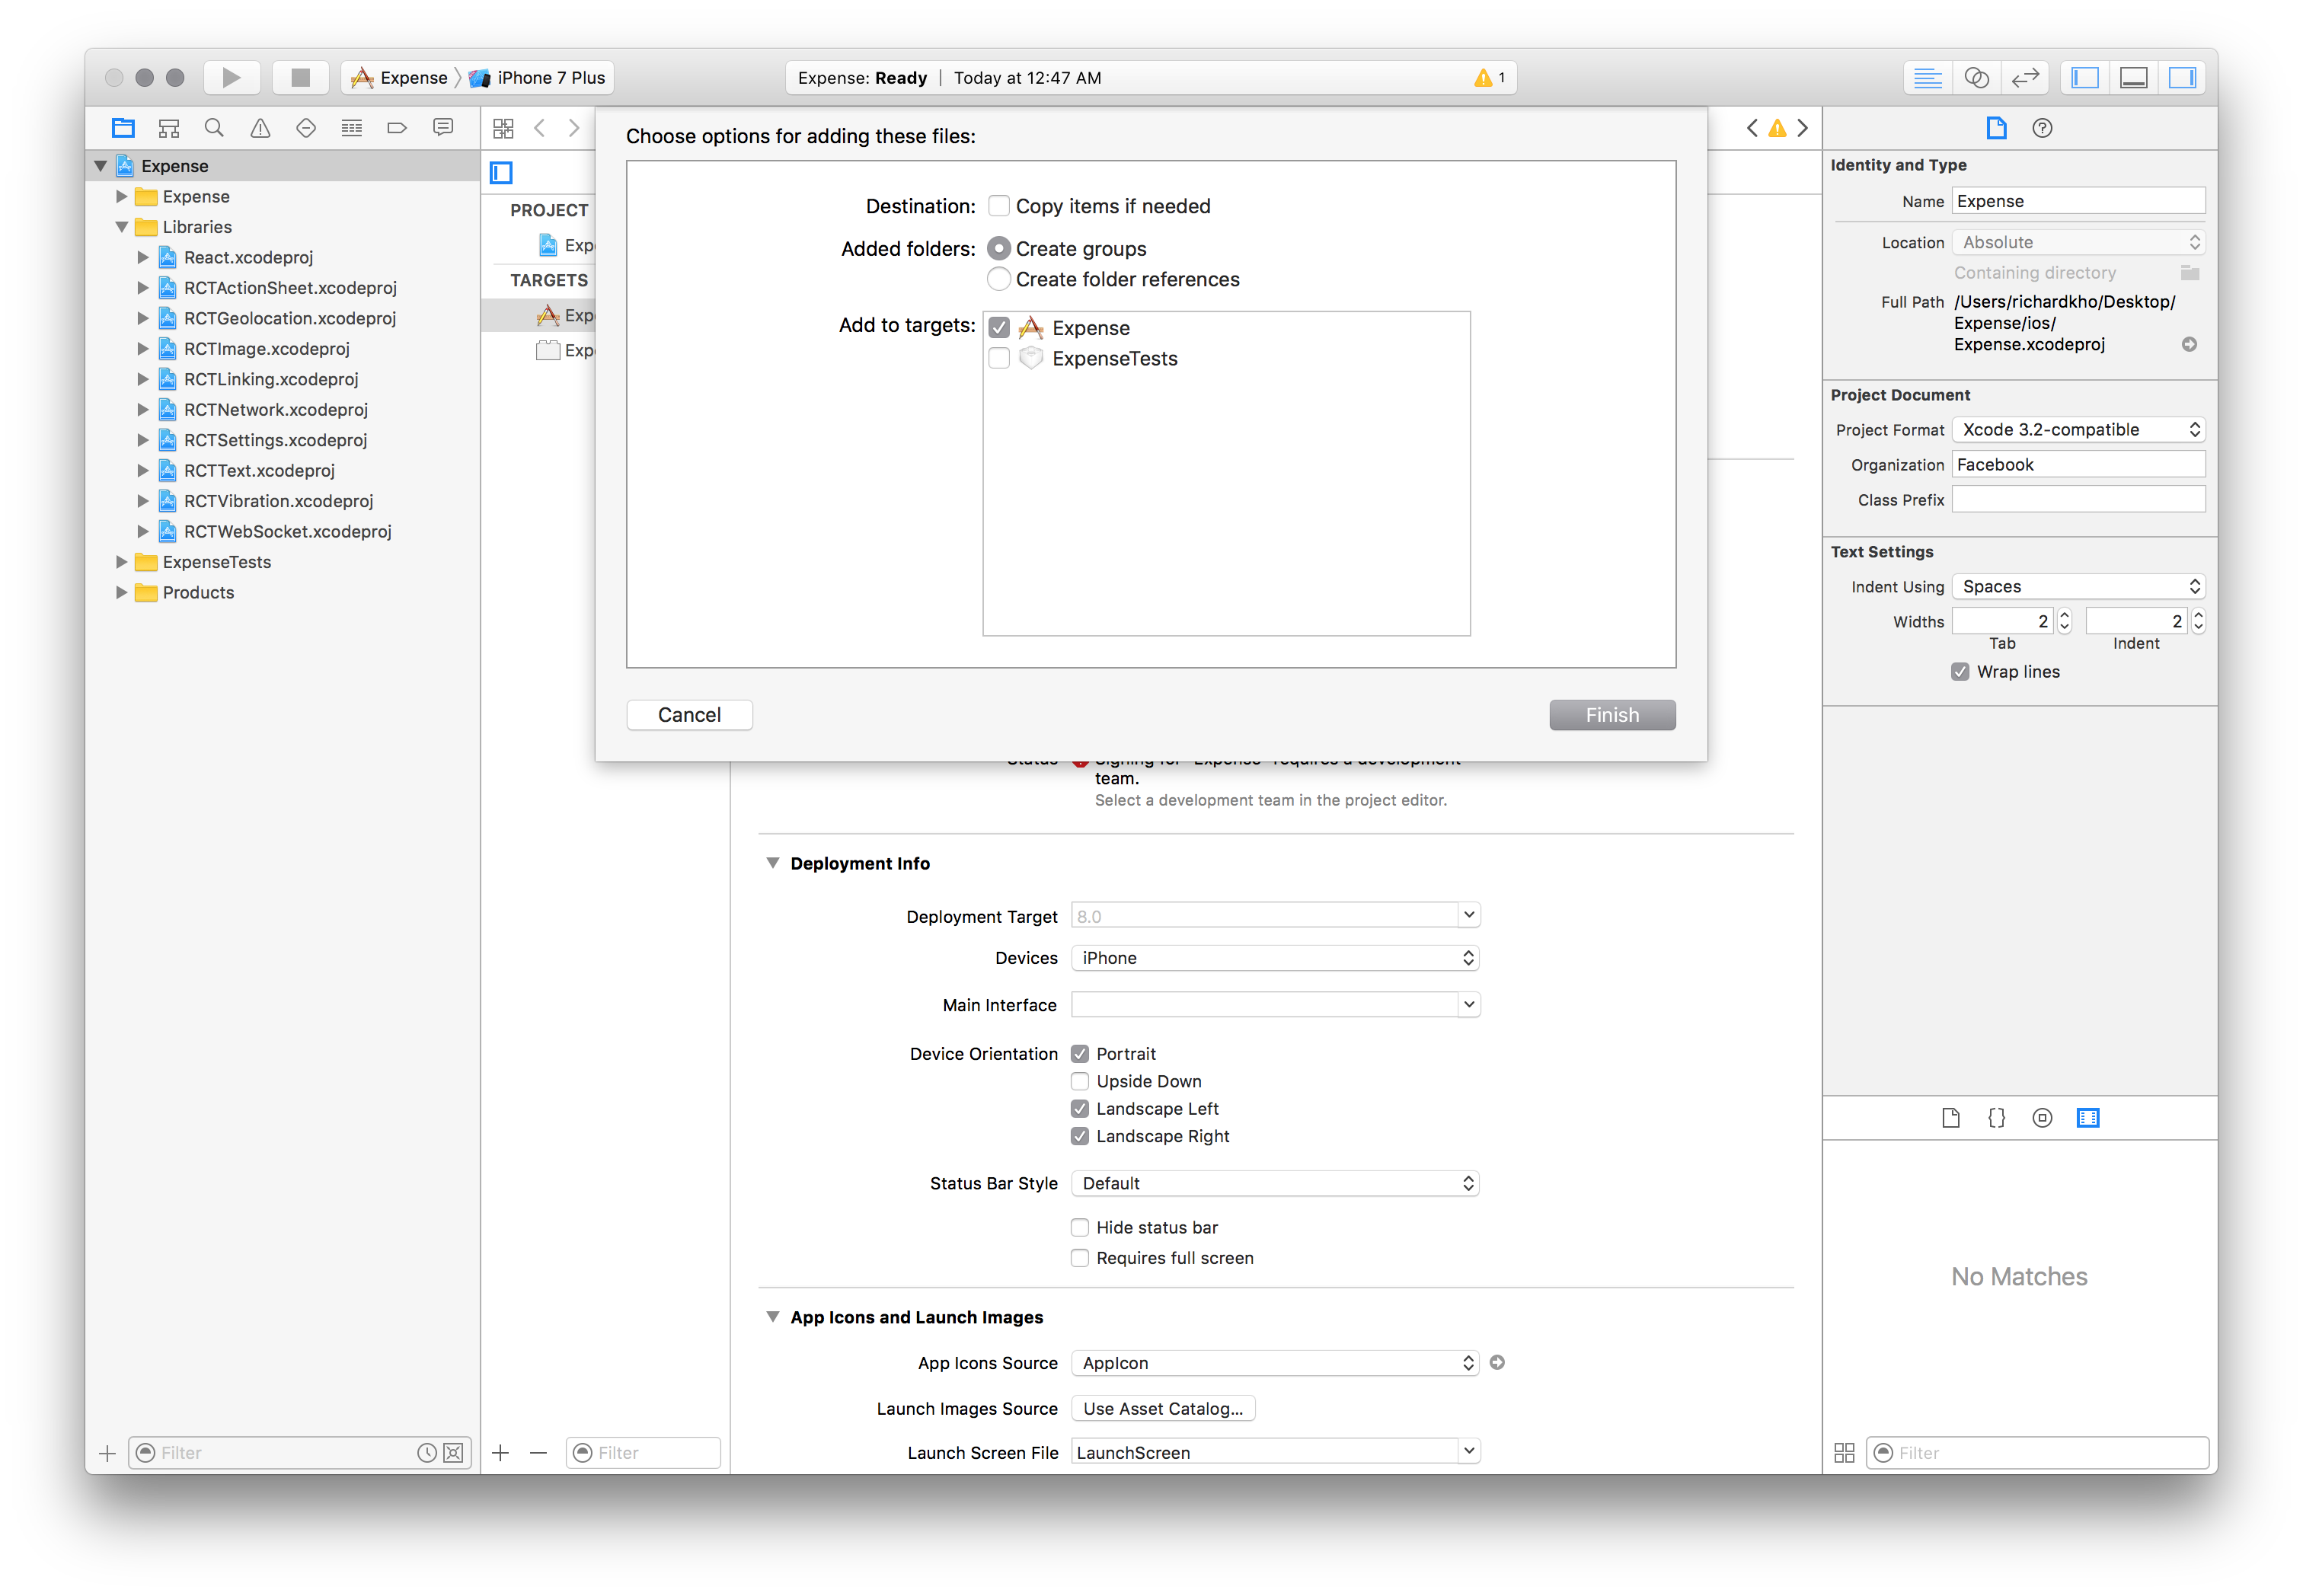 Expense
iPhone 7 Plus
Expense: Ready | Today at 12:47 AM
1
Expense
Expense
Libraries
React.xcodeproj
RCTActionSheet.xcodeproj
RCTGeolocation.xcodeproj
RCTImage.xcodeproj
RCTLinking.xcodeproj
RCTNetwork.xcodeproj
RCTSettings.xcodeproj
RCTText.xcodeproj
RCTVibration.xcodeproj
RCTWebSocket.xcodeproj
ExpenseTests
Products
Filter
PROJECT
Exp
TARGETS
Exp
Exp
Filter
Choose options for adding these files:
Destination: Copy items if needed
Added folders: Create groups
Create folder references
Add to targets: Expense
ExpenseTests
Cancel
Finish
Status Signing for "Expense" requires a development
team.
Select a development team in the project editor.
Deployment Info
Deployment Target 8.0
Devices iPhone
Main Interface
Device Orientation Portrait
Upside Down
Landscape Left
Landscape Right
Status Bar Style Default
Hide status bar
Requires full screen
App Icons and Launch Images
App Icons Source AppIcon
Launch Images Source Use Asset Catalog...
Launch Screen File LaunchScreen
Identity and Type
Name Expense
Location Absolute
Containing directory
Full Path /Users/richardkho/Desktop/
Expense/ios/
Expense.xcodeproj
Project Document
Project Format Xcode 3.2-compatible
Organization Facebook
Class Prefix
Text Settings
Indent Using Spaces
Widths 2 2
Tab Indent
Wrap lines
{}
No Matches
Filter